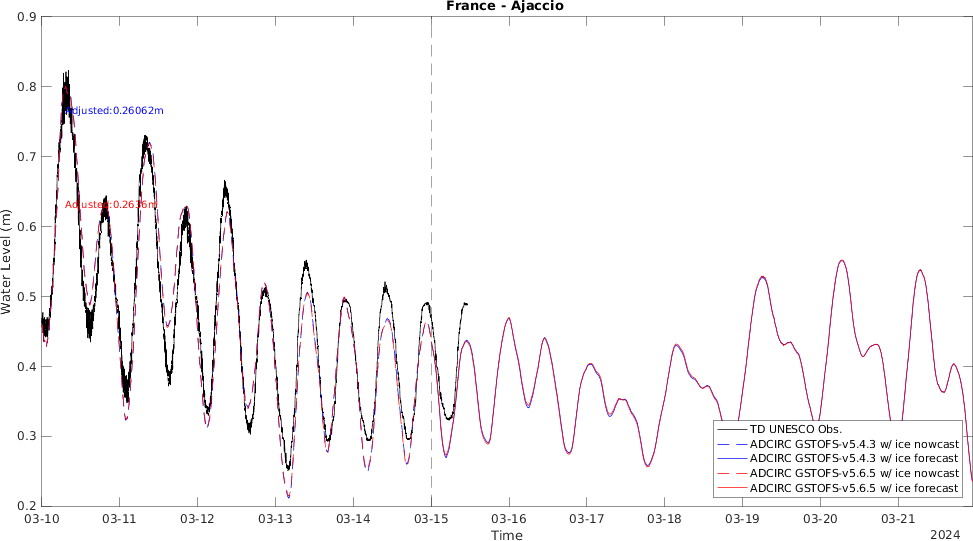 France - Ajaccio
0.9
0.8
0.7
0.6
0.5
0.4
0.3
0.2
Water Level (m)
Adjusted:0.26062m
Adjusted:0.2636m
TD UNESCO Obs.
ADCIRC GSTOFS-v5.4.3 w/ ice nowcast
ADCIRC GSTOFS-v5.4.3 w/ ice forecast
ADCIRC GSTOFS-v5.6.5 w/ ice nowcast
ADCIRC GSTOFS-v5.6.5 w/ ice forecast
03-10 03-11 03-12 03-13 03-14 03-15 03-16 03-17 03-18 03-19 03-20 03-21
Time
2024